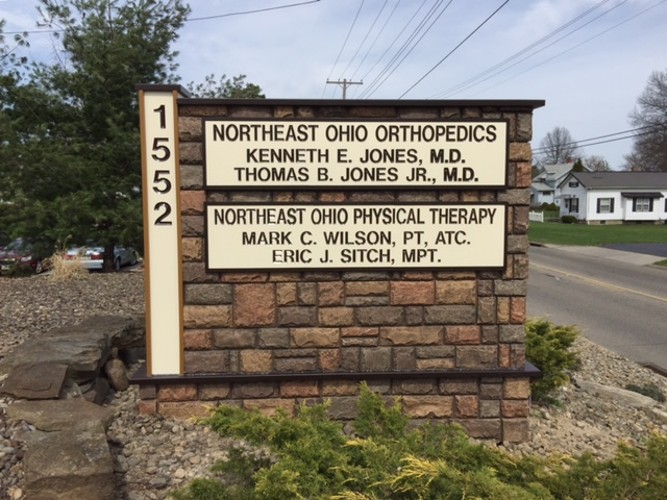 1552
NORTHEAST OHIO ORTHOPEDICS
KENNETH E. JONES, M.D.
THOMAS B. JONES JR., M.D.
NORTHEAST OHIO PHYSICAL THERAPY
MARK C. WILSON, PT, ATC.
ERIC J. SITCH, MPT.